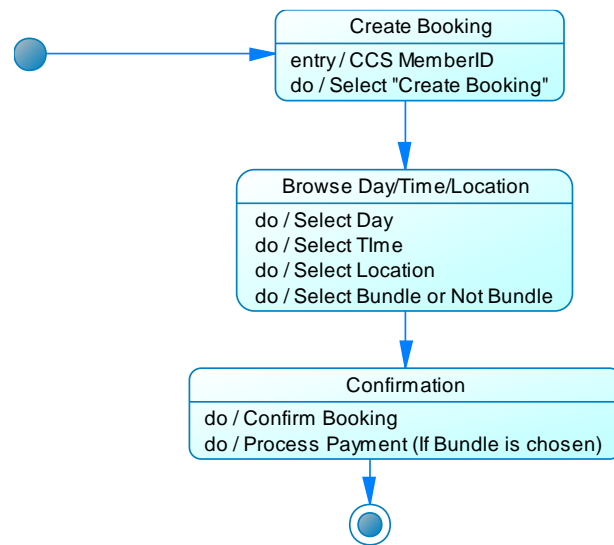 Create Booking
entry / CCS MemberID
do / Select "Create Booking"
Browse Day/Time/Location
do / Select Day
do / Select TIme
do / Select Location
do / Select Bundle or Not Bundle
Confirmation
do / Confirm Booking
do / Process Payment (If Bundle is chosen)